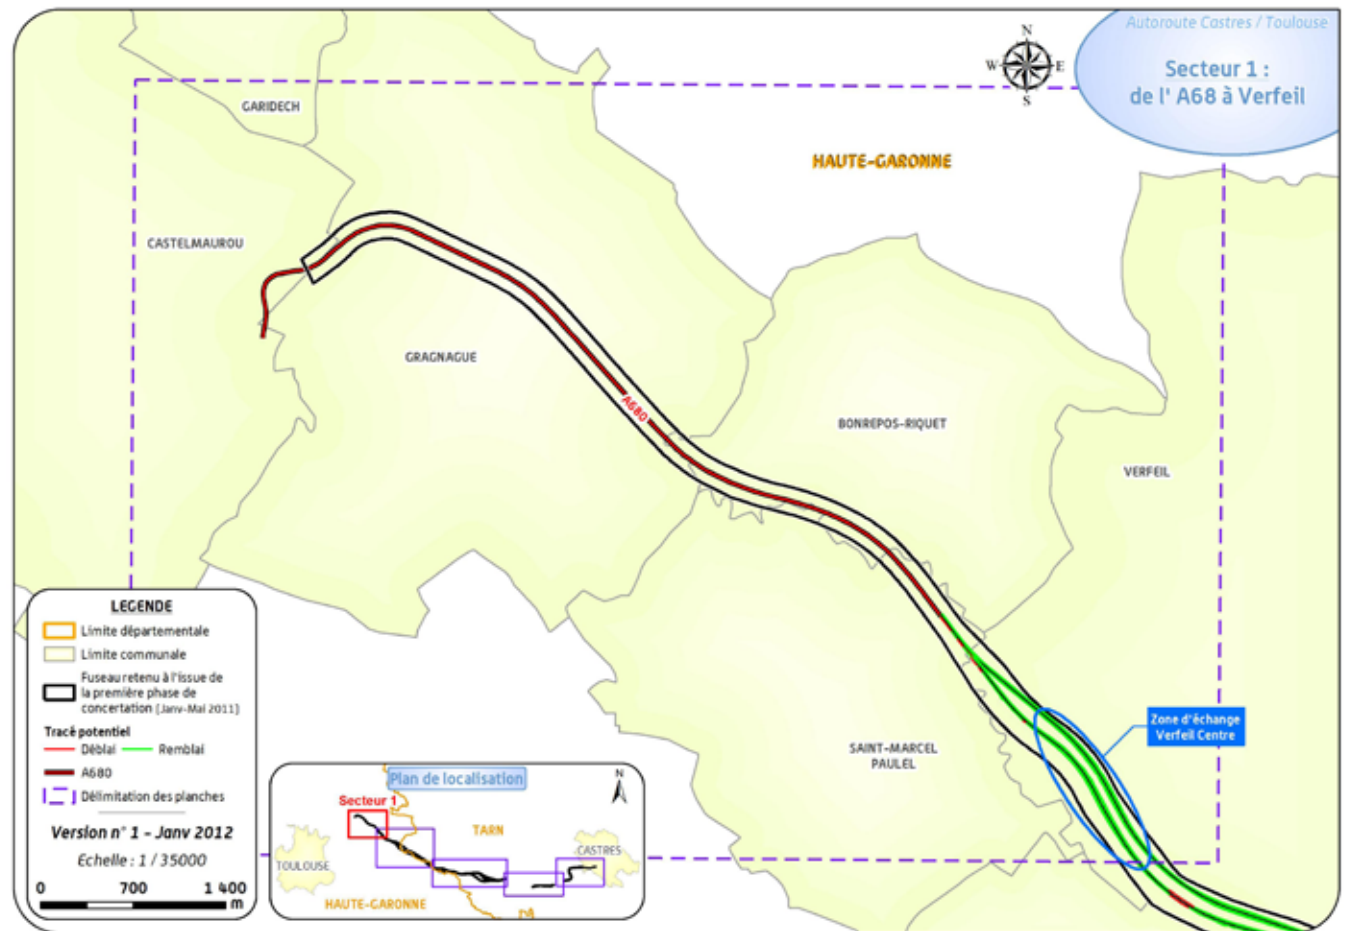 Autoroute Castres / Toulouse
Secteur 1 :
de l' A68 à Verfeil
N
W
E
S
GARIDECH
HAUTE-GARONNE
CASTELMAUROU
GRAGNAGUE
A680
BONREPOS-RIQUET
VERFEIL
Zone d'échange
Verfeil Centre
SAINT-MARCEL
PAULEL
LEGENDE
Limite départementale
Limite communale
Fuseau retenu à l'issue de
la première phase de
concertation (Janv-Mai 2011)
Tracé potentiel
Déblai
Remblai
A680
Délimitation des planches
Version n° 1 - Janv 2012
Echelle : 1 / 35000
0 700 1 400
m
Plan de localisation
N
Secteur 1
TARN
TOULOUSE
CASTRES
HAUTE-GARONNE